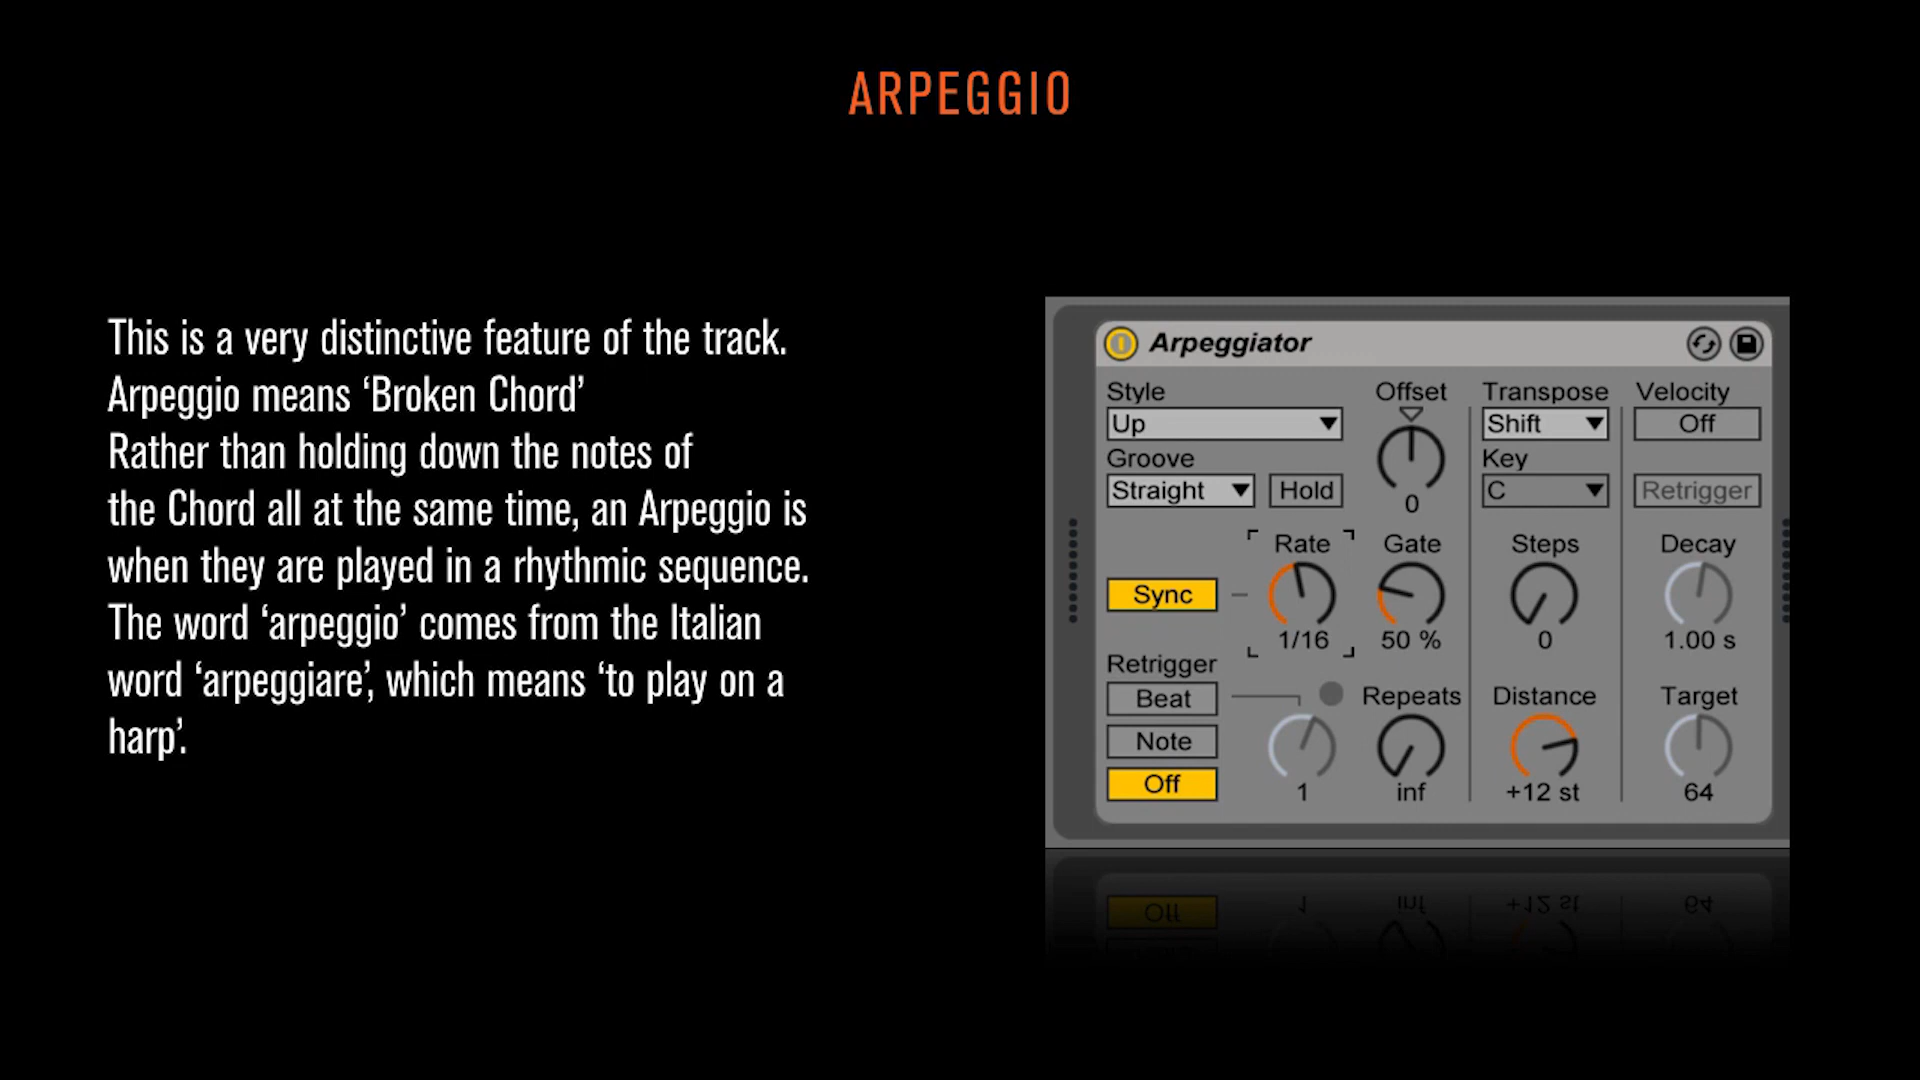 ARPEGGIO
This is a very distinctive feature of the track.
Arpeggio means ‘Broken Chord’
Rather than holding down the notes of
the Chord all at the same time, an Arpeggio is
when they are played in a rhythmic sequence.
The word ‘arpeggio’ comes from the Italian
word ‘arpeggiare’, which means ‘to play on a
harp’.
Arpeggiator
Style
Up
Groove
Straight
Hold
Offset
0
Transpose
Shift
Key
C
Velocity
Off
Retrigger
Sync
Rate
1/16
Gate
50 %
Steps
0
Decay
1.00 s
Retrigger
Beat
Note
Off
1
Repeats
inf
Distance
+12 st
Target
64